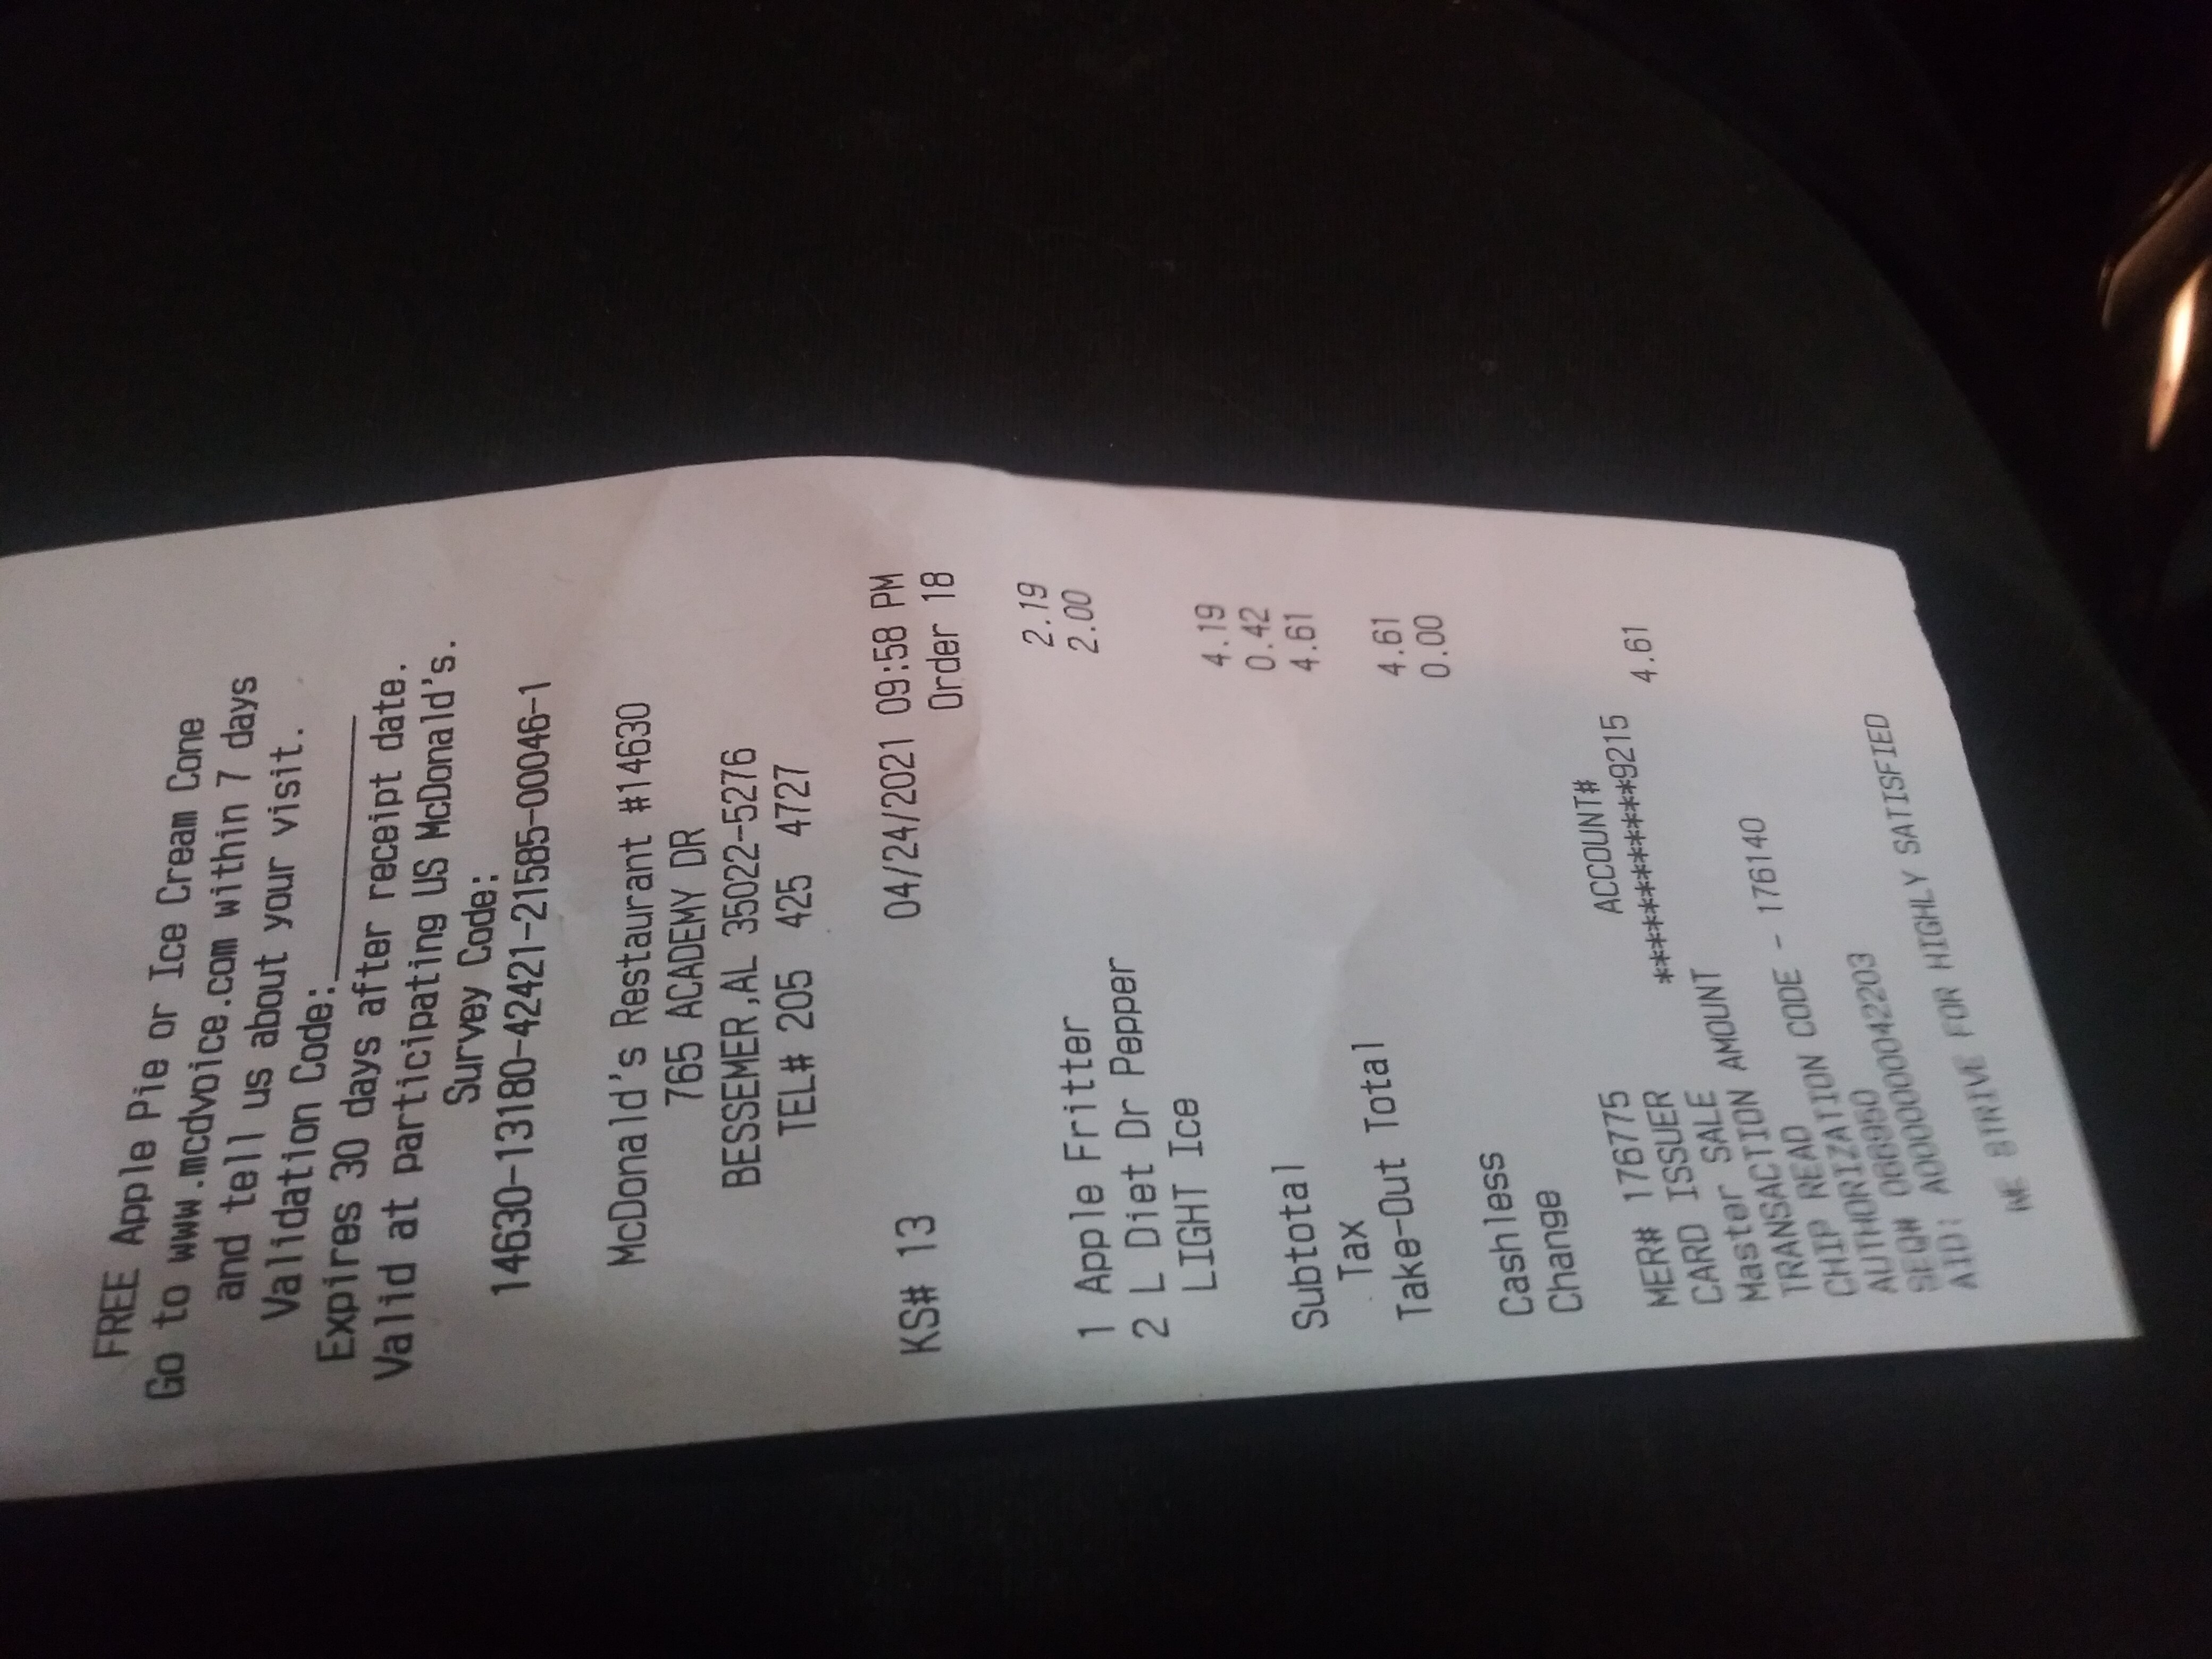 FREE Apple Pie or Ice Cream Cone
Go to www.mcdvoice.com within 7 days
and tell us about your visit.
Validation Code:
Expires 30 days after receipt date.
Valid at participating US McDonald's.
Survey Code:
14630-13180-42421-21585-00046-1
McDonald's Restaurant #14630
765 ACADEMY DR
BESSEMER,AL 35022-5276
TEL# 205 425 4727
KS# 13 04/24/2021 09:58 PM
Order 18
1 Apple Fritter 2.19
2 L Diet Dr Pepper 2.00
LIGHT Ice
Subtotal 4.19
Tax 0.42
Take-Out Total 4.61
Cashless 4.61
Change 0.00
MER# 176775
CARD ISSUER ACCOUNT#
Master SALE ************9215
TRANSACTION AMOUNT 4.61
CHIP READ
AUTHORIZATION CODE - 176140
SEQ#
AID:
WE STRIVE FOR HIGHLY SATISFIED